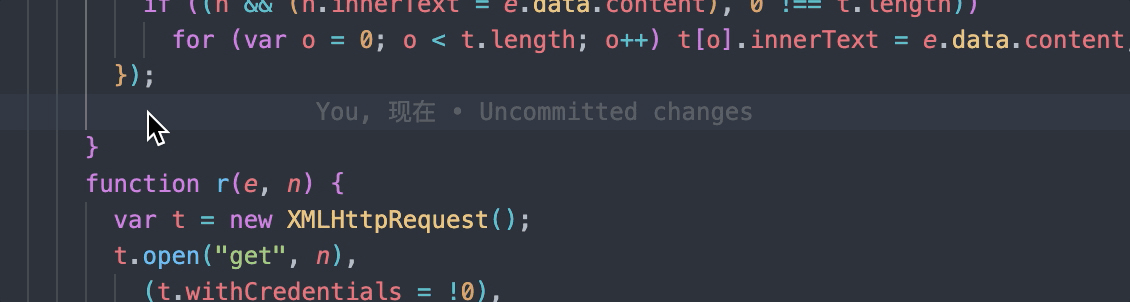 if ((n && (n.innerText = e.data.content), 0 !== t.length))
for (var o = 0; o < t.length; o++) t[o].innerText = e.data.content
});
You, 现在 • Uncommitted changes
}
function r(e, n) {
var t = new XMLHttpRequest();
t.open("get", n),
(t.withCredentials = !0),